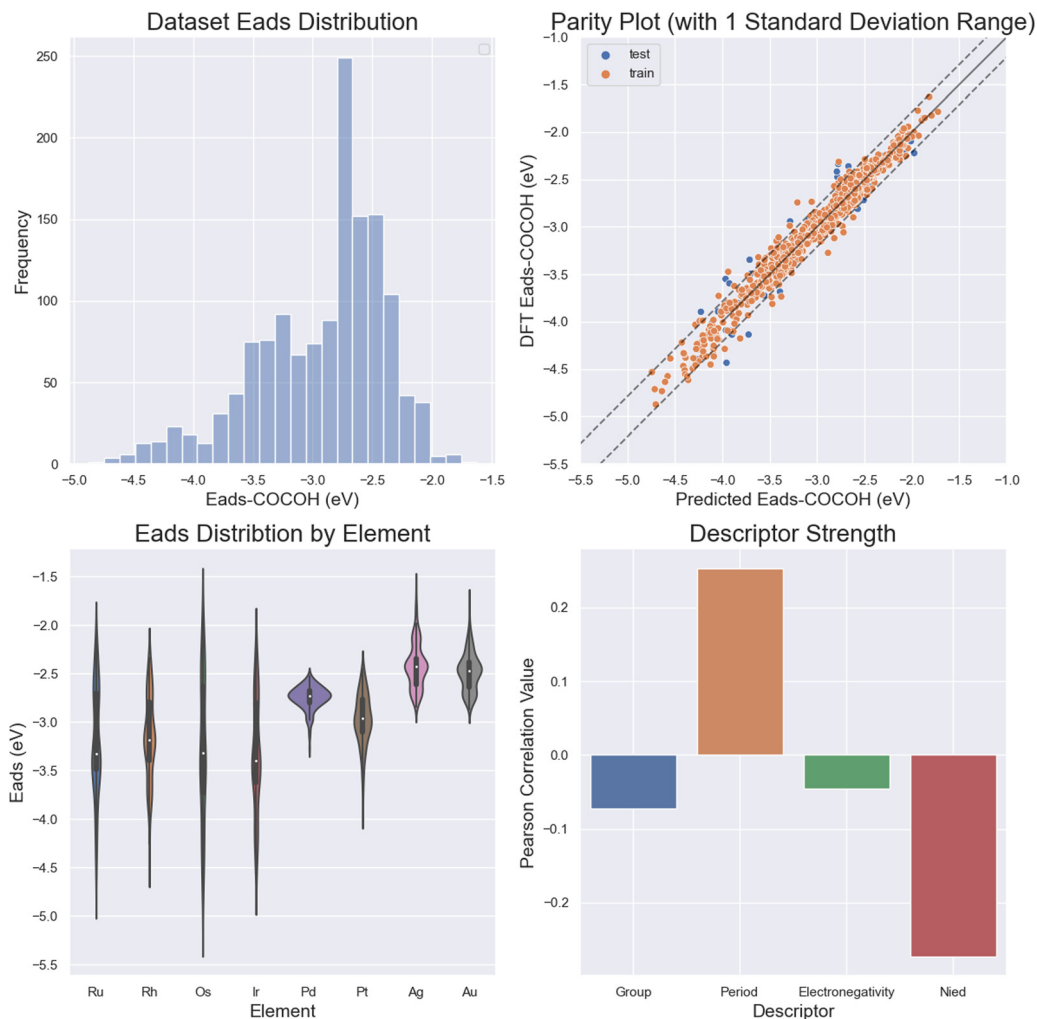 Dataset Eads Distribution
Frequency
250
200
150
100
50
0
−5.0 −4.5 −4.0 −3.5 −3.0 −2.5 −2.0 −1.5
Eads-COCOH (eV)
Parity Plot (with 1 Standard Deviation Range)
test
train
DFT Eads-COCOH (eV)
−1.0
−1.5
−2.0
−2.5
−3.0
−3.5
−4.0
−4.5
−5.0
−5.5
−5.5 −5.0 −4.5 −4.0 −3.5 −3.0 −2.5 −2.0 −1.5 −1.0
Predicted Eads-COCOH (eV)
Eads Distribtion by Element
Eads (eV)
−1.5
−2.0
−2.5
−3.0
−3.5
−4.0
−4.5
−5.0
−5.5
Ru Rh Os Ir Pd Pt Ag Au
Element
Descriptor Strength
Pearson Correlation Value
0.2
0.1
0.0
−0.1
−0.2
Group Period Electronegativity Nied
Descriptor